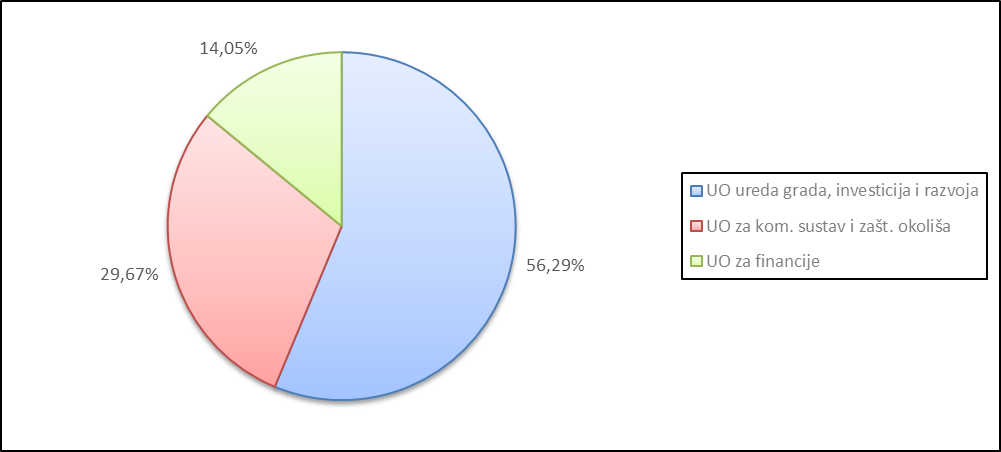 14,05%
56,29%
29,67%
UO ureda grada, investicija i razvoja
UO za kom. sustav i zašt. okoliša
UO za financije